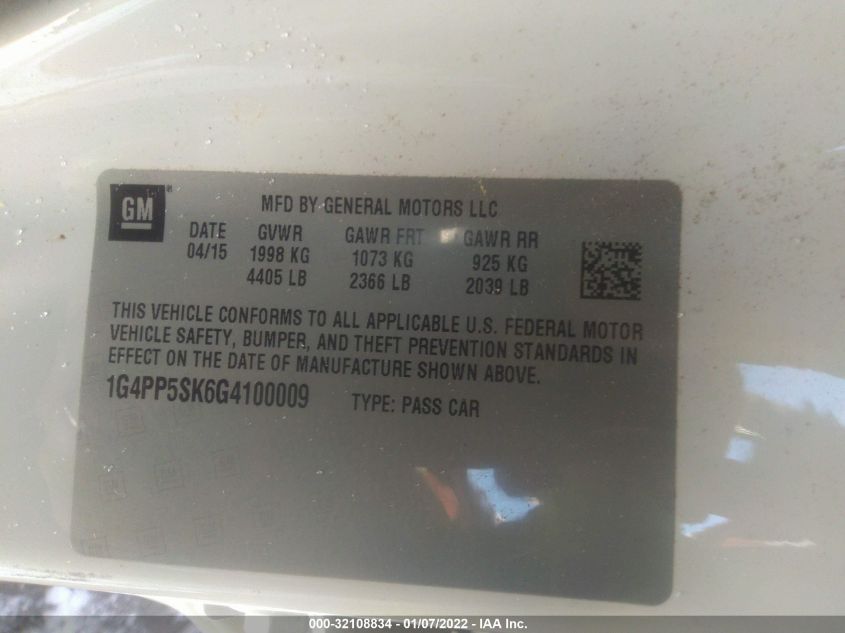 GM
MFD BY GENERAL MOTORS LLC
DATE GVWR GAWR FRT GAWR RR
04/15 1998 KG 1073 KG 925 KG
4405 LB 2366 LB 2039 LB
THIS VEHICLE CONFORMS TO ALL APPLICABLE U.S. FEDERAL MOTOR
VEHICLE SAFETY, BUMPER, AND THEFT PREVENTION STANDARDS IN
EFFECT ON THE DATE OF MANUFACTURE SHOWN ABOVE.
1G4PP5SK6G4100009 TYPE: PASS CAR
000-32108834 - 01/07/2022 - IAA Inc.